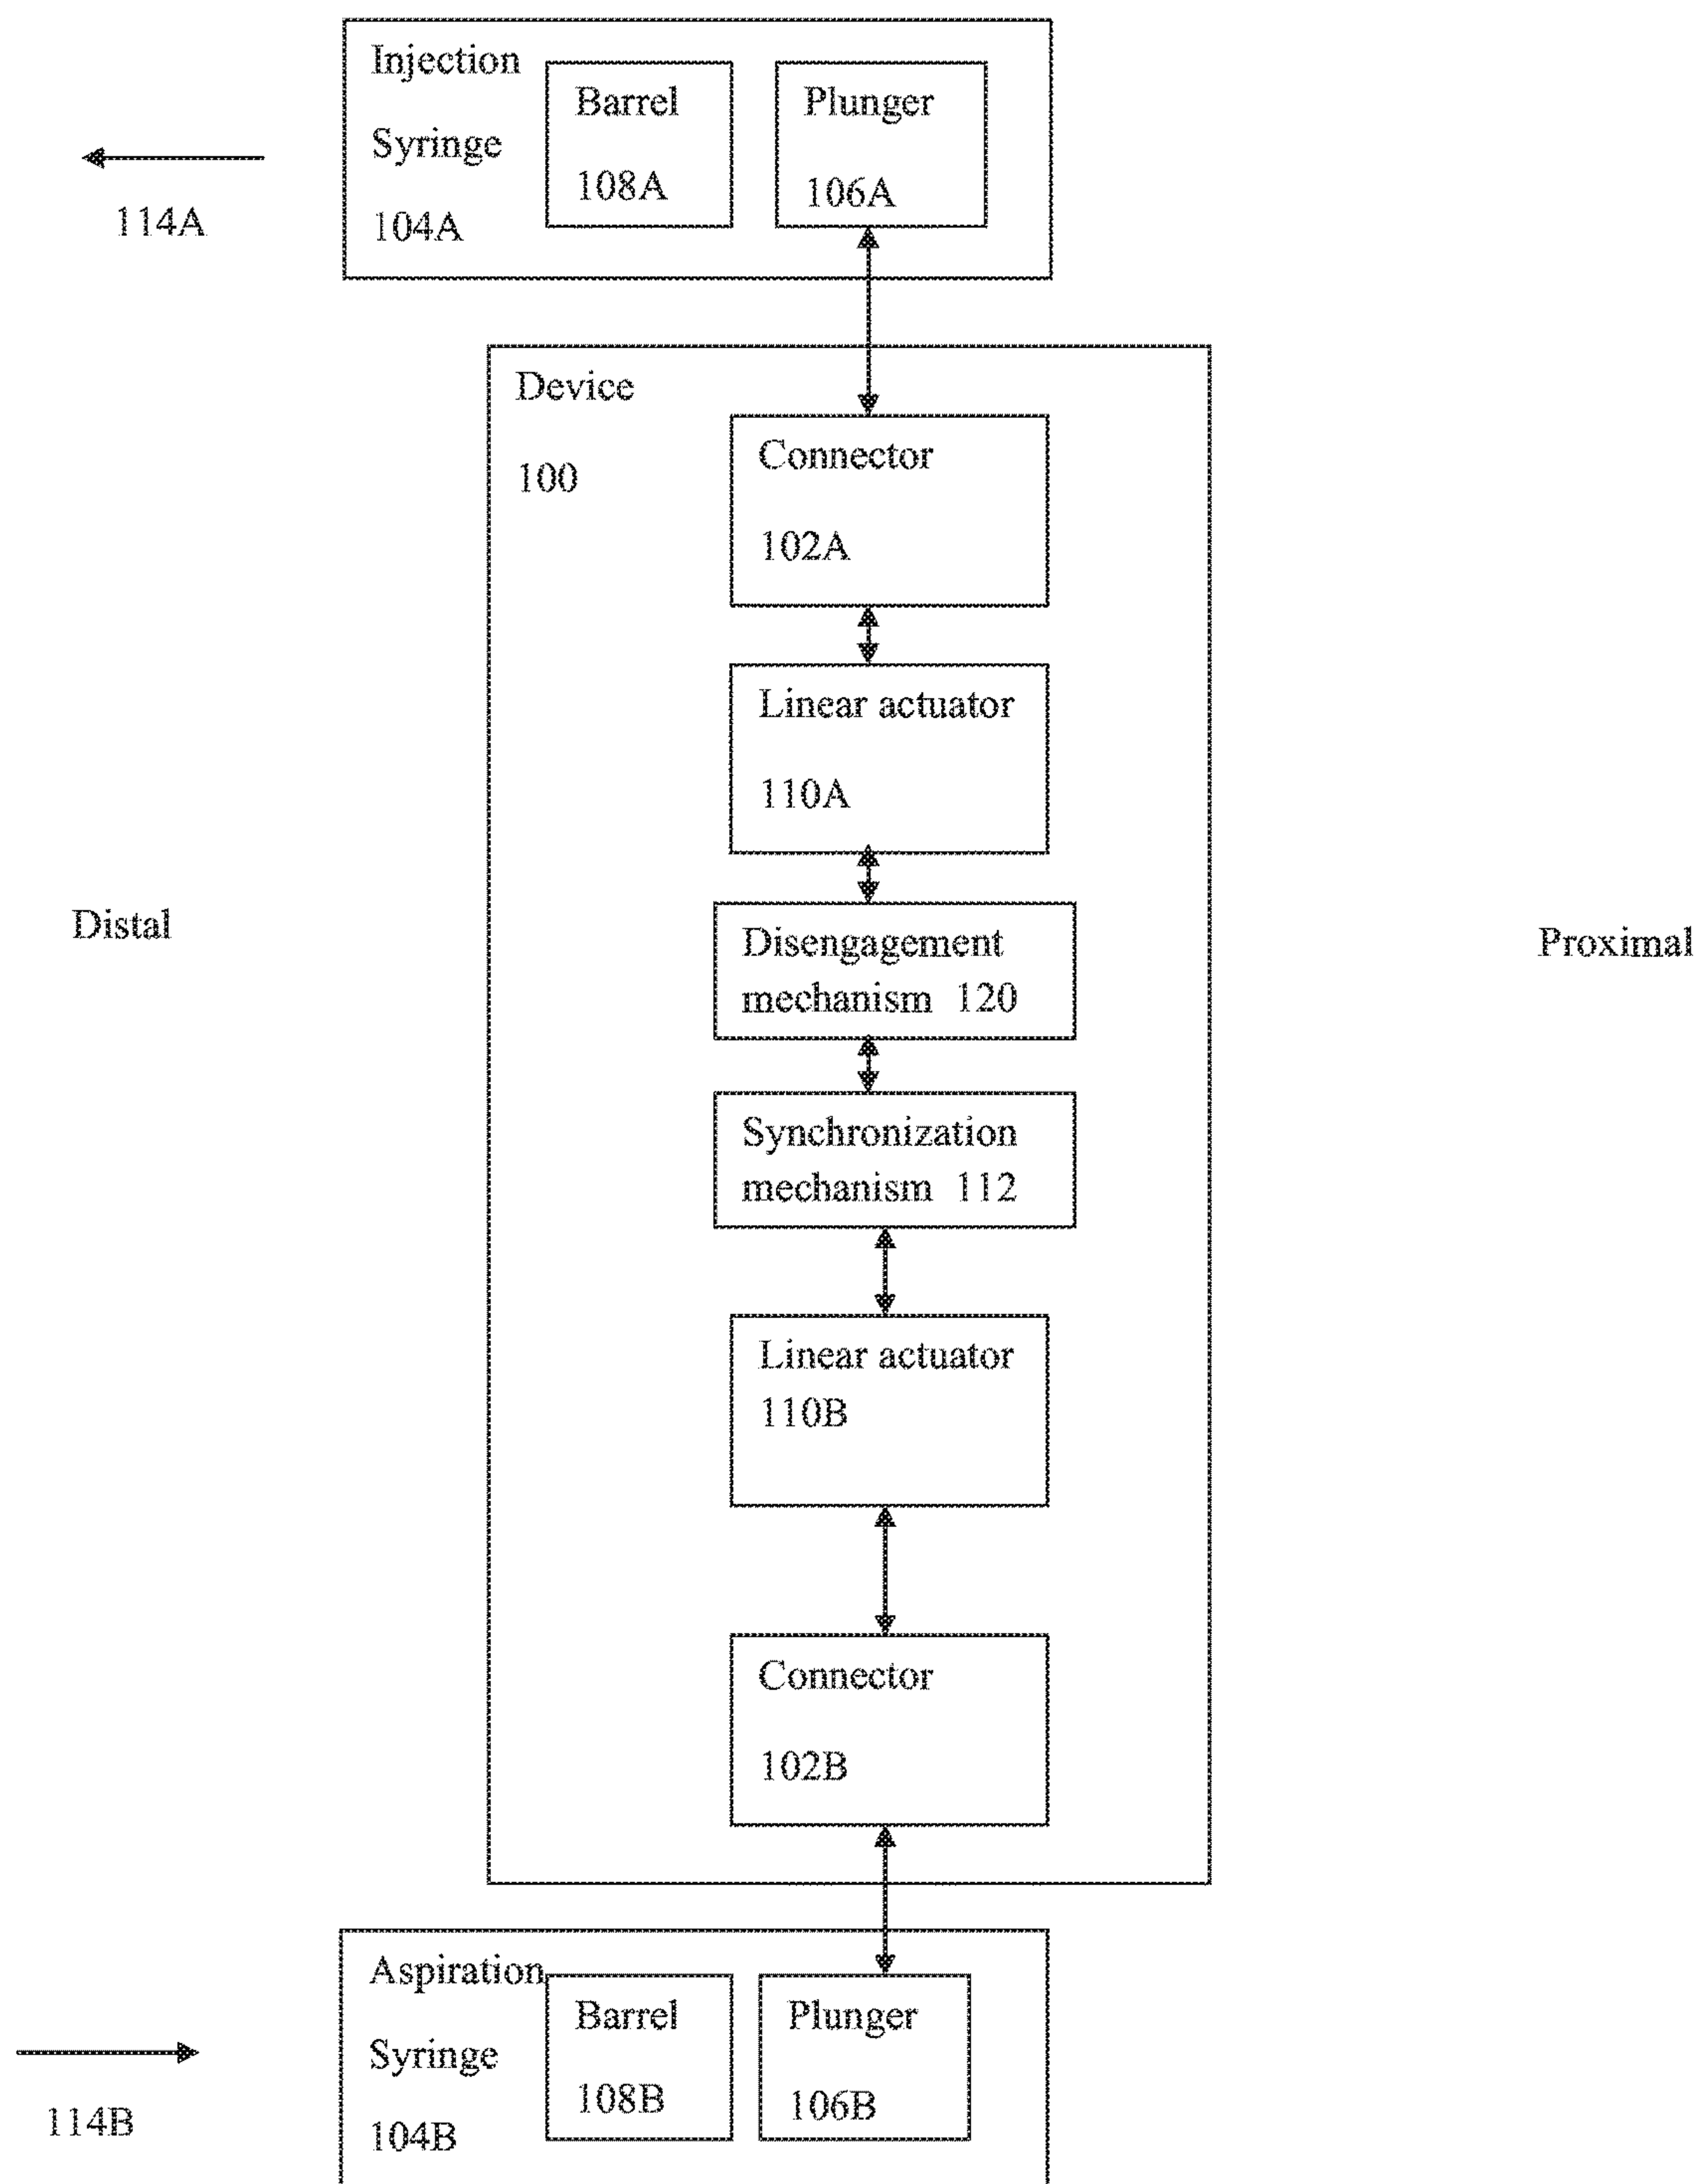 Injection
Syringe
104A
Barrel
108A
Plunger
106A
114A
Device
100
Connector
102A
Linear actuator
110A
Distal
Proximal
Disengagement
mechanism 120
Synchronization
mechanism 112
Linear actuator
110B
Connector
102B
Aspiration
Syringe
104B
Barrel
108B
Plunger
106B
114B